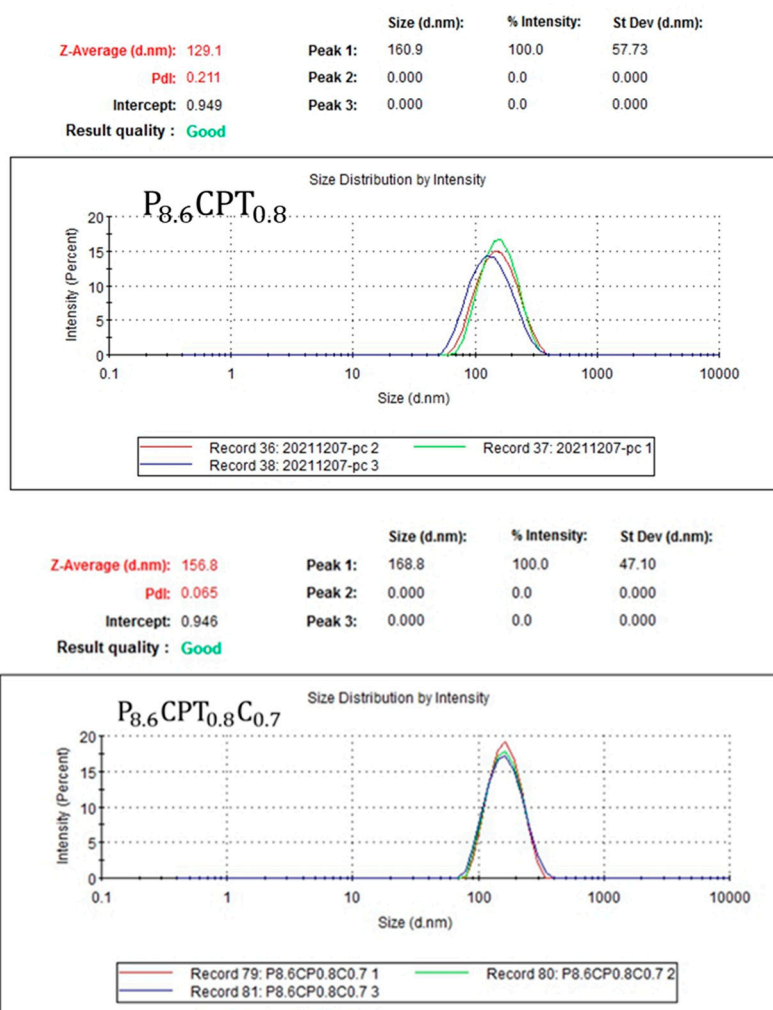 Size (d.nm): % Intensity: St Dev (d.nm):
Z-Average (d.nm): 129.1 Peak 1: 160.9 100.0 57.73
PdI: 0.211 Peak 2: 0.000 0.0 0.000
Intercept: 0.949 Peak 3: 0.000 0.0 0.000
Result quality : Good
Size Distribution by Intensity
P8.6CPT0.8
Intensity (Percent)
20
15
10
5
0
0.1 1 10 100 1000 10000
Size (d.nm)
Record 36: 20211207-pc 2 Record 37: 20211207-pc 1
Record 38: 20211207-pc 3
Size (d.nm): % Intensity: St Dev (d.nm):
Z-Average (d.nm): 156.8 Peak 1: 168.8 100.0 47.10
PdI: 0.065 Peak 2: 0.000 0.0 0.000
Intercept: 0.946 Peak 3: 0.000 0.0 0.000
Result quality : Good
Size Distribution by Intensity
P8.6CPT0.8C0.7
Intensity (Percent)
20
15
10
5
0
0.1 1 10 100 1000 10000
Size (d.nm)
Record 79: P8.6CP0.8C0.7 1 Record 80: P8.6CP0.8C0.7 2
Record 81: P8.6CP0.8C0.7 3